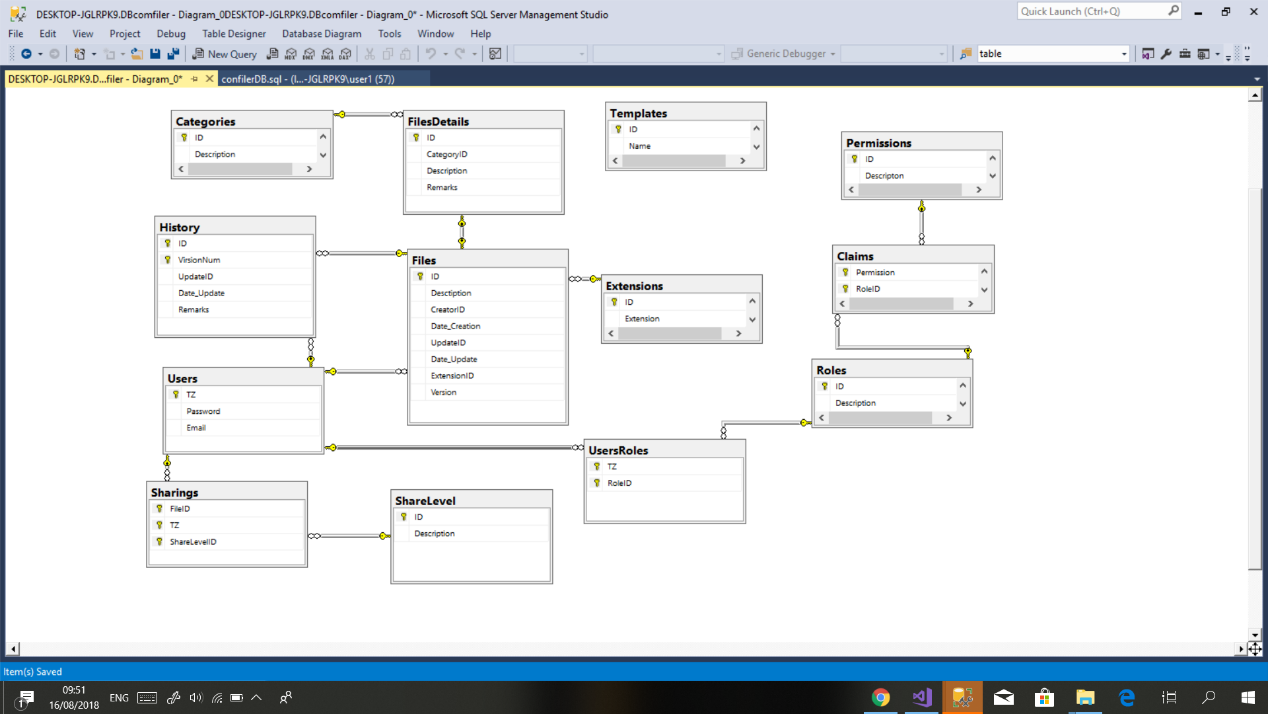 DESKTOP-JGLRPK9.DBcomfiler - Diagram_0DESKTOP-JGLRPK9.DBcomfiler - Diagram_0* - Microsoft SQL Server Management Studio
Quick Launch (Ctrl+Q)
File Edit View Project Debug Table Designer Database Diagram Tools Window Help
New Query
MDX DMX XMLA DAX
Generic Debugger
table
DESKTOP-JGLRPK9.D...filer - Diagram_0*
confilerDB.sql - (l...-JGLRPK9\user1 (57))
Categories
ID
Description
FilesDetails
ID
CategoryID
Description
Remarks
Templates
ID
Name
Permissions
ID
Descripton
History
ID
VirsionNum
UpdateID
Date_Update
Remarks
Files
ID
Desctiption
CreatorID
Date_Creation
UpdateID
Date_Update
ExtensionID
Version
Extensions
ID
Extension
Claims
Permission
RoleID
Users
TZ
Password
Email
Roles
ID
Description
UsersRoles
TZ
RoleID
Sharings
FileID
TZ
ShareLevelID
ShareLevel
ID
Description
Item(s) Saved
1
09:51
16/08/2018
ENG